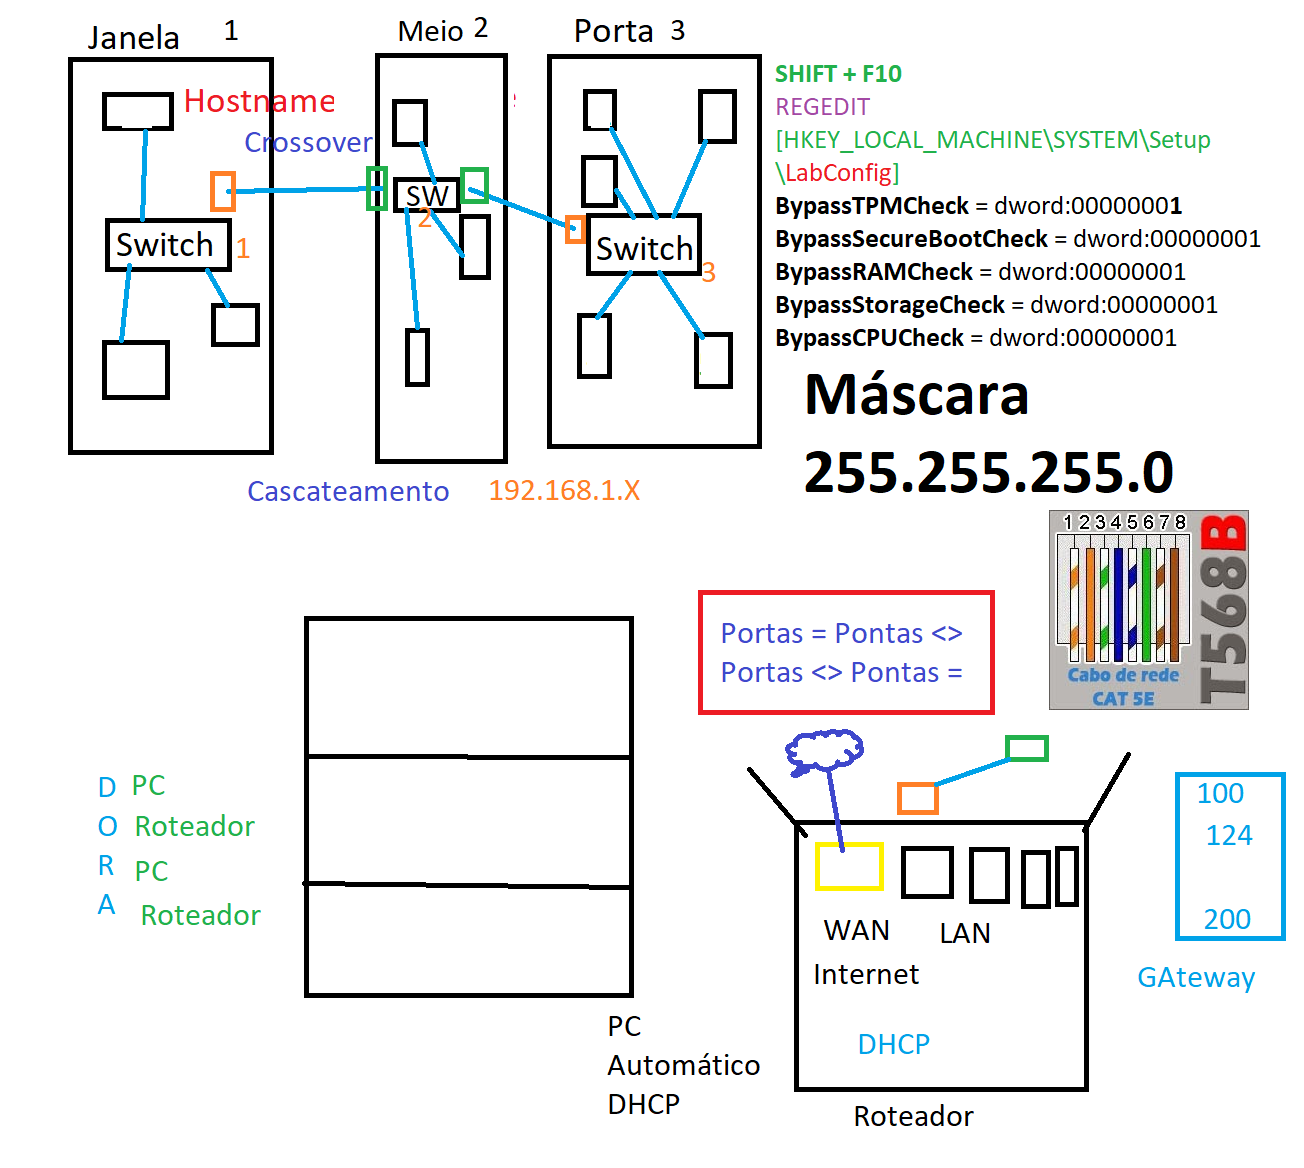 Janela 1
Meio 2
Porta 3
Hostname
Crossover
Switch 1
SW
2
Switch
3
Cascateamento 192.168.1.X
SHIFT + F10
REGEDIT
[HKEY_LOCAL_MACHINE\SYSTEM\Setup
\LabConfig]
BypassTPMCheck = dword:00000001
BypassSecureBootCheck = dword:00000001
BypassRAMCheck = dword:00000001
BypassStorageCheck = dword:00000001
BypassCPUCheck = dword:00000001
Máscara
255.255.255.0
1 2 3 4 5 6 7 8
T568B
Cabo de rede
CAT 5E
Portas = Pontas <>
Portas <> Pontas =
D PC
O Roteador
R PC
A Roteador
PC
Automático
DHCP
WAN
LAN
Internet
DHCP
Roteador
100
124
200
GAteway